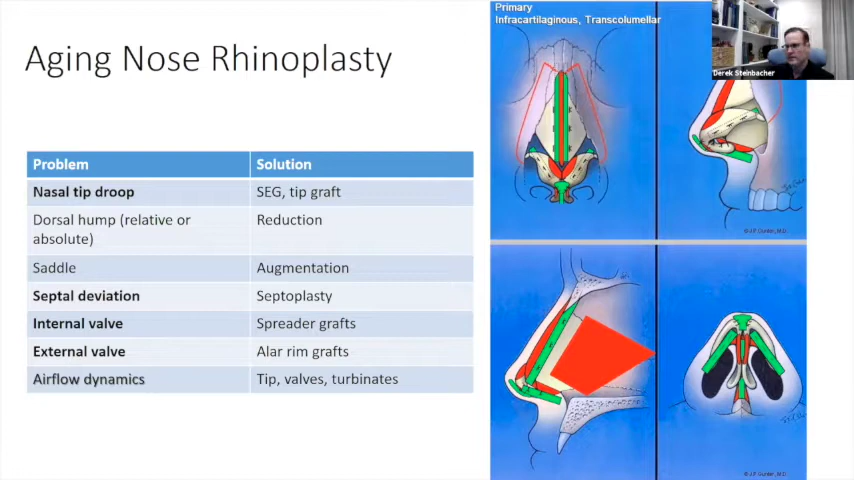 Primary
Infracartilaginous, Transcolumellar
Derek Steinbacher
Aging Nose Rhinoplasty
Problem Solution
Nasal tip droop SEG, tip graft
Dorsal hump (relative or absolute) Reduction
Saddle Augmentation
Septal deviation Septoplasty
Internal valve Spreader grafts
External valve Alar rim grafts
Airflow dynamics Tip, valves, turbinates
© J.P. Gunter, M.D.
© J.P. Gunter, M.D.